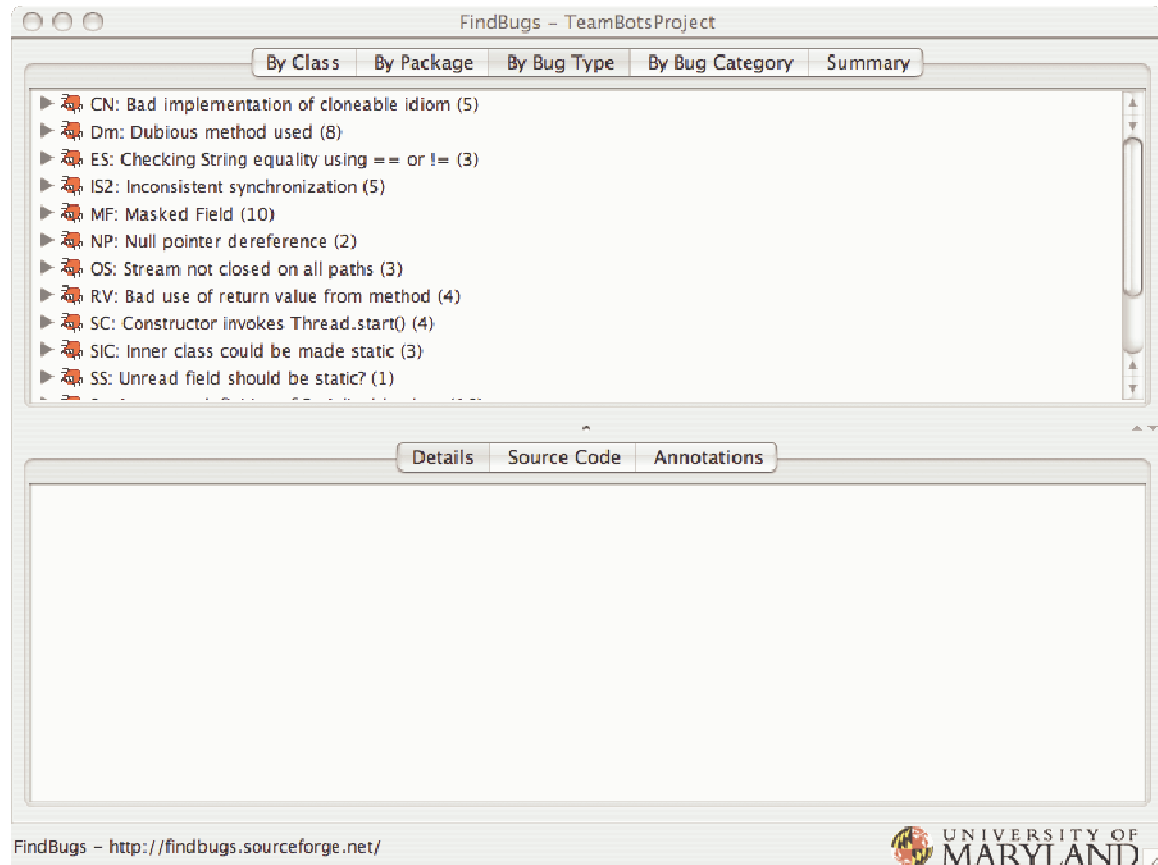 FindBugs – TeamBotsProject
By Class By Package By Bug Type By Bug Category Summary
CN: Bad implementation of cloneable idiom (5)
Dm: Dubious method used (8)
ES: Checking String equality using == or != (3)
IS2: Inconsistent synchronization (5)
MF: Masked Field (10)
NP: Null pointer dereference (2)
OS: Stream not closed on all paths (3)
RV: Bad use of return value from method (4)
SC: Constructor invokes Thread.start() (4)
SIC: Inner class could be made static (3)
SS: Unread field should be static? (1)
Details Source Code Annotations
FindBugs – http://findbugs.sourceforge.net/
UNIVERSITY OF
MARYLAND